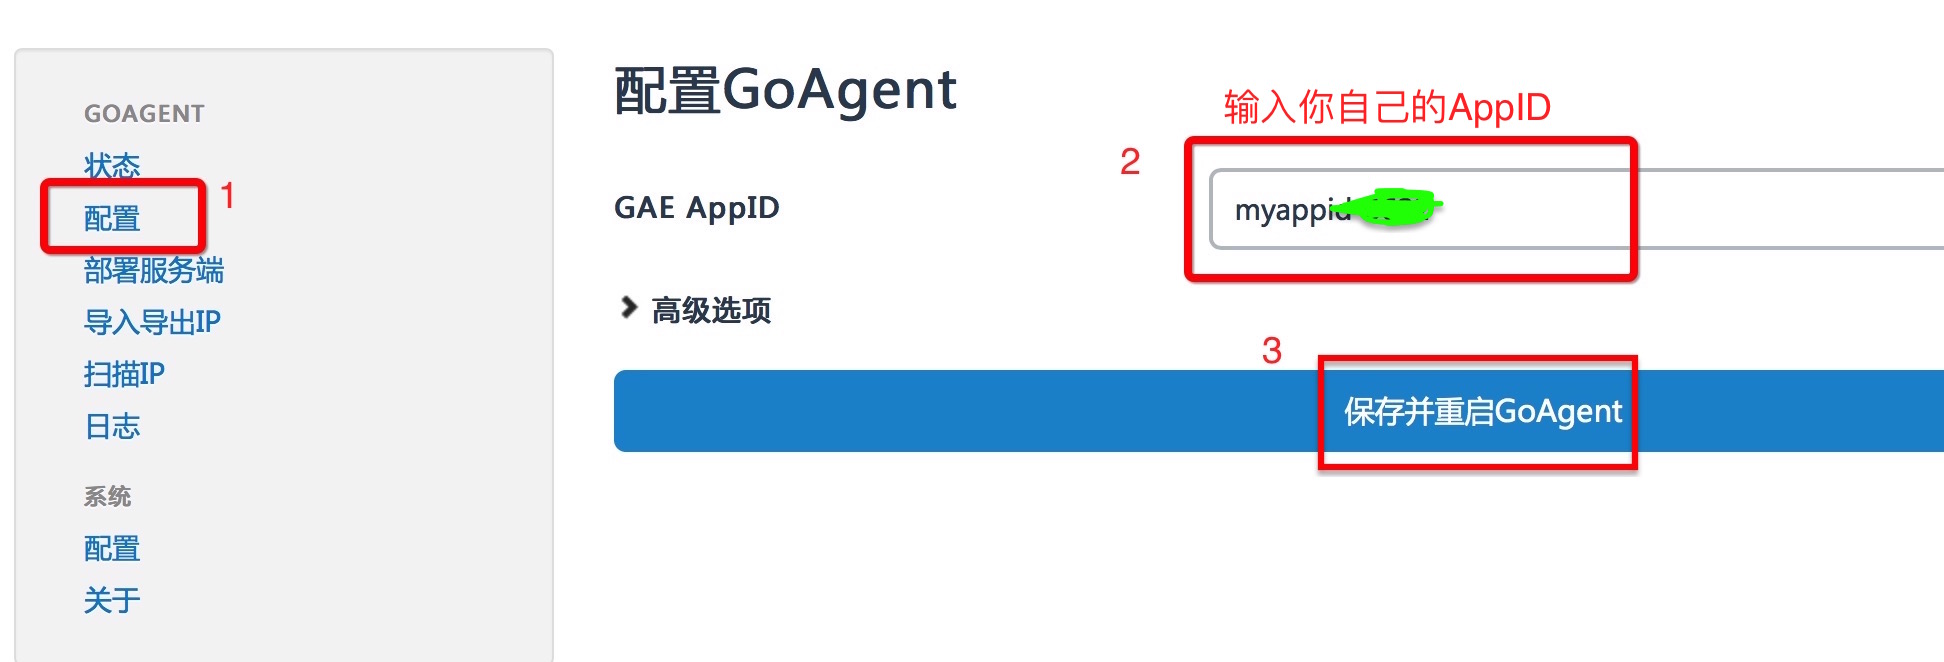 GOAGENT
状态
配置
1
部署服务端
导入导出IP
扫描IP
日志
系统
配置
关于
配置GoAgent
输入你自己的AppID
2
GAE AppID
myappid
高级选项
3
保存并重启GoAgent